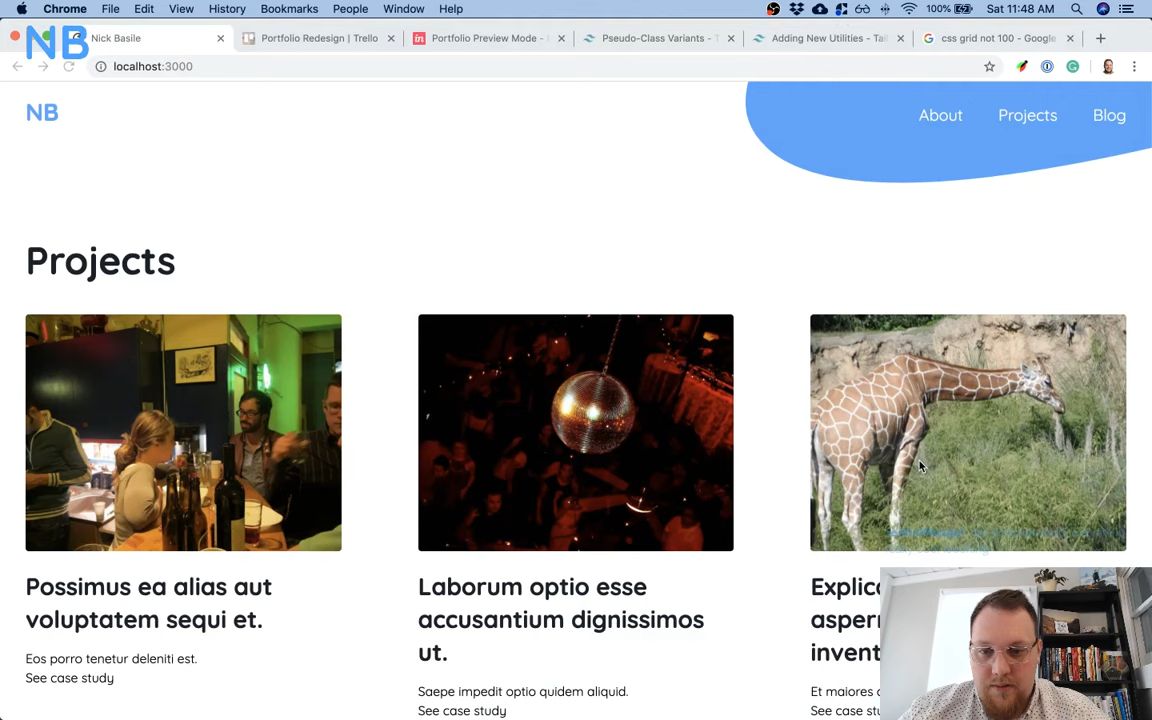 Chrome File Edit View History Bookmarks People Window Help 100% Sat 11:48 AM
NB
Nick Basile Portfolio Redesign | Trello Portfolio Preview Mode - Pseudo-Class Variants - T Adding New Utilities - Tail css grid not 100 - Google
localhost:3000
NB About Projects Blog
Projects
Possimus ea alias aut
voluptatem sequi et.
Eos porro tenetur deleniti est.
See case study
Laborum optio esse
accusantium dignissimos
ut.
Saepe impedit optio quidem aliquid.
See case study
Explic
asper
invent
Et maiores
See case stu